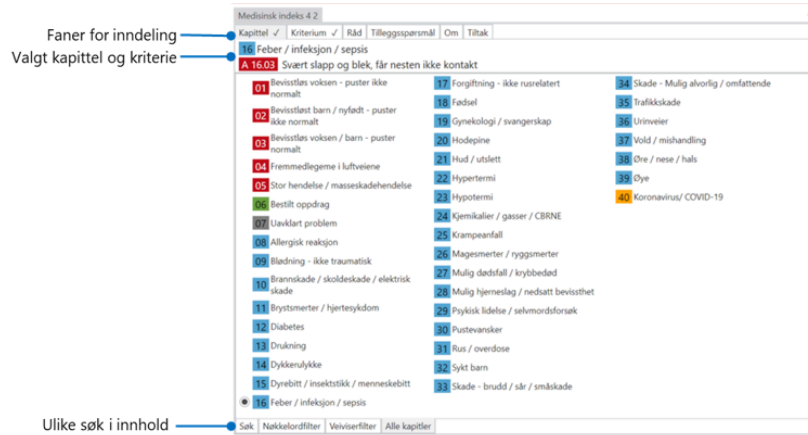 Medisinsk indeks 4 2
Faner for inndeling
Kapittel ✓ Kriterium ✓ Råd Tilleggsspørsmål Om Tiltak
Valgt kapittel og kriterie
16 Feber / infeksjon / sepsis
A 16.03 Svært slapp og blek, får nesten ikke kontakt
01 Bevisstløs voksen - puster ikke
normalt
02 Bevisstløst barn / nyfødt - puster
ikke normalt
03 Bevisstløs voksen / barn - puster
normalt
04 Fremmedlegeme i luftveiene
05 Stor hendelse / masseskadehendelse
06 Bestilt oppdrag
07 Uavklart problem
08 Allergisk reaksjon
09 Blødning - ikke traumatisk
10 Brannskade / skoldeskade / elektrisk
skade
11 Brystsmerter / hjertesykdom
12 Diabetes
13 Drukning
14 Dykkerulykke
15 Dyrebitt / insektstikk / menneskebitt
16 Feber / infeksjon / sepsis
17 Forgiftning - ikke rusrelatert
18 Fødsel
19 Gynekologi / svangerskap
20 Hodepine
21 Hud / utslett
22 Hypertermi
23 Hypotermi
24 Kjemikalier / gasser / CBRNE
25 Krampeanfall
26 Magesmerter / ryggsmerter
27 Mulig dødsfall / krybbedød
28 Mulig hjerneslag / nedsatt bevissthet
29 Psykisk lidelse / selvmordsforsøk
30 Pustevansker
31 Rus / overdose
32 Sykt barn
33 Skade - brudd / sår / småskade
34 Skade - Mulig alvorlig / omfattende
35 Trafikkskade
36 Urinveier
37 Vold / mishandling
38 Øre / nese / hals
39 Øye
40 Koronavirus/ COVID-19
Ulike søk i innhold
Søk Nøkkelordfilter Veiviserfilter Alle kapitler